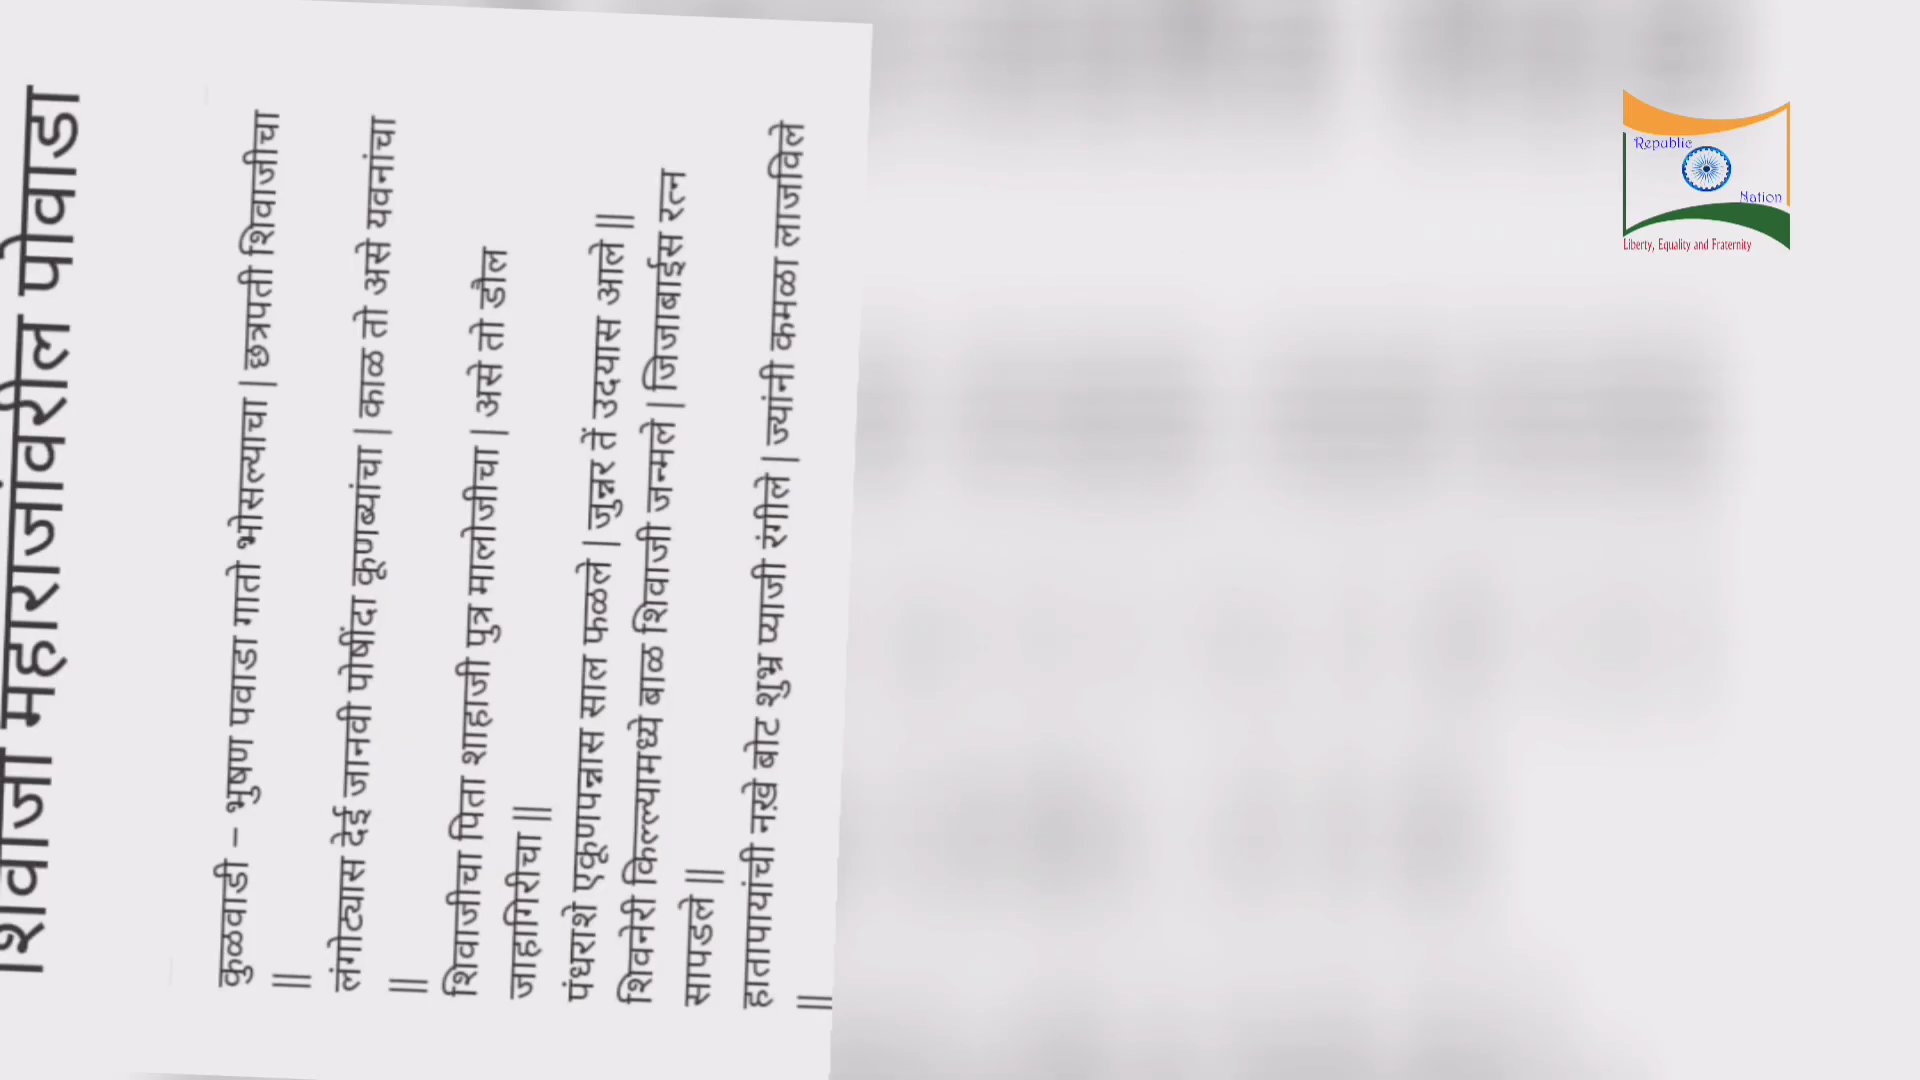 शिवाजी महाराजांवरील पोवाडा
कुळवाडी – भुषण पवाडा गातो भोसल्याचा | छत्रपती शिवाजीचा
||
लंगोट्यास देई जानवी पोषींदा कूणब्यांचा | काळ तो असे यवनांचा
||
शिवाजीचा पिता शाहाजी पुत्र मालोजीचा | असे तो डौल
जाहागिरीचा ||
पंधराशे एकूणपन्नास साल फळले | जुन्नर तें उदयास आले ||
शिवनेरी किल्ल्यामध्ये बाळ शिवाजी जन्मले | जिजाबाईस रत्न
सापडले ||
हातापायांची नख़े बोट शुभ्र प्याजी रंगीले | ज्यांनी कमळा लाजविले
||
Republic
Nation
Liberty, Equality and Fraternity